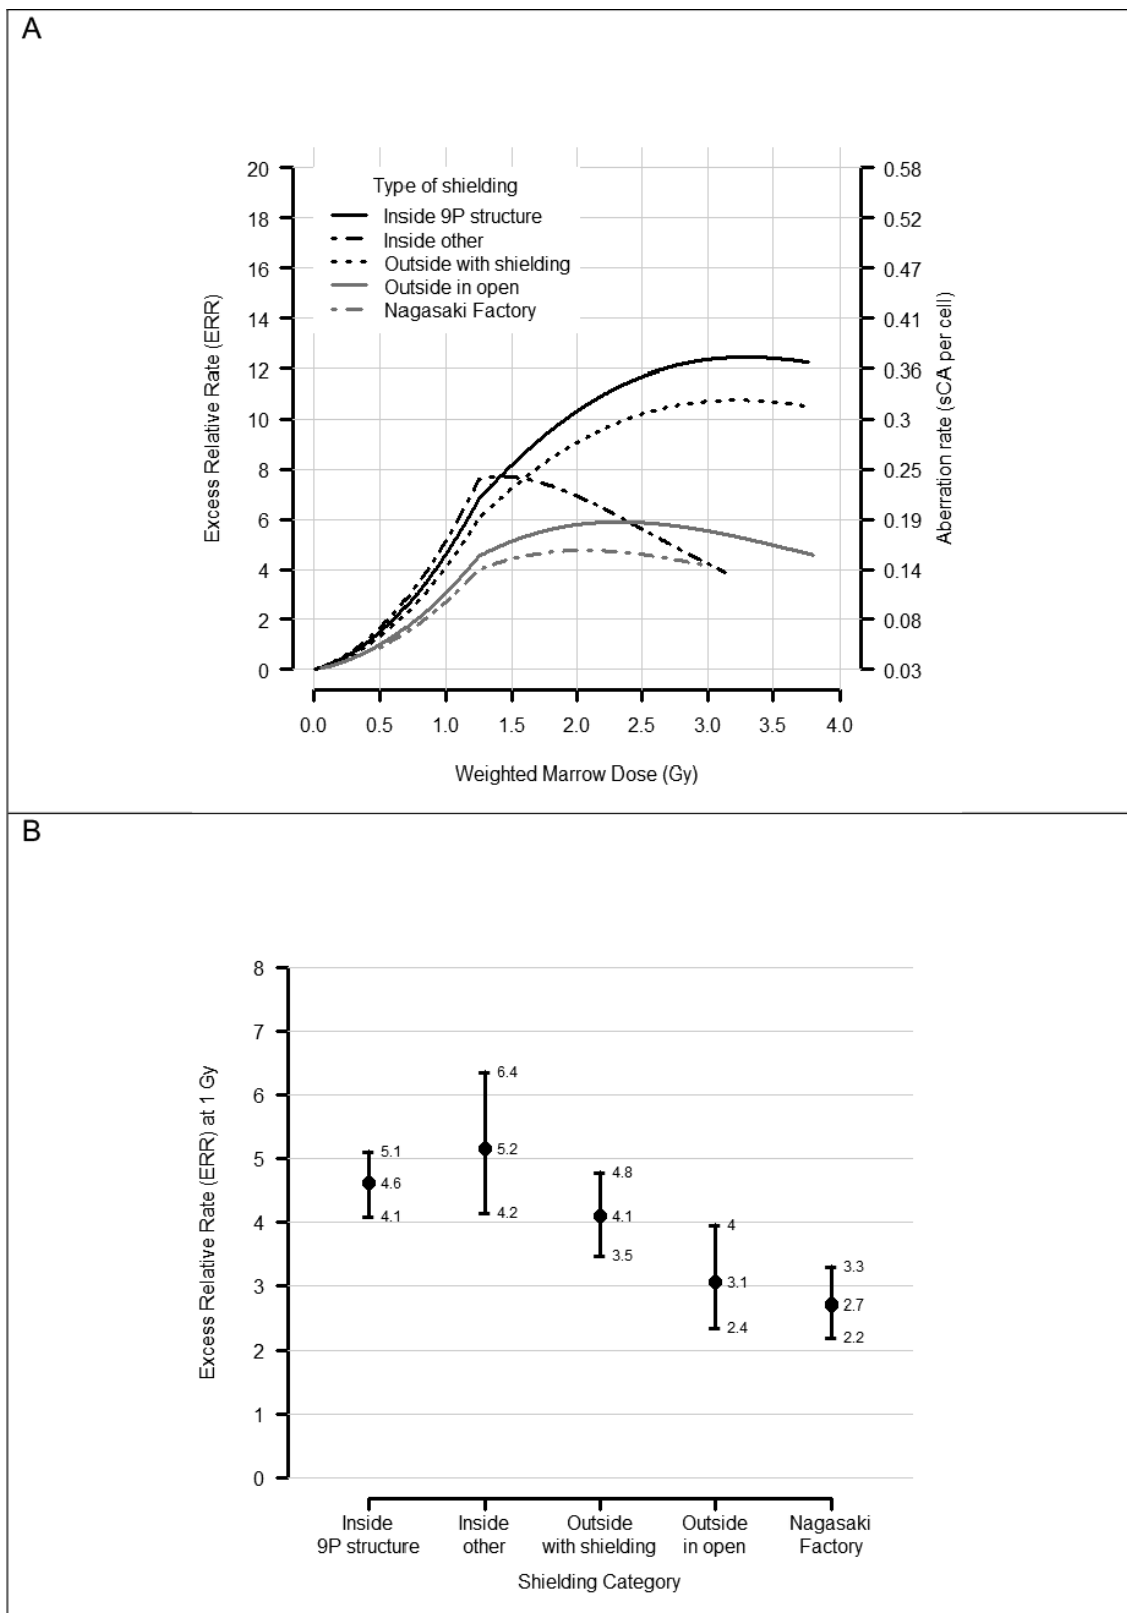 A
20
18
16
14
12
10
8
6
4
2
0
Excess Relative Rate (ERR)
Type of shielding
Inside 9P structure
Inside other
Outside with shielding
Outside in open
Nagasaki Factory
0.58
0.52
0.47
0.41
0.36
0.3
0.25
0.19
0.14
0.08
0.03
Aberration rate (sCA per cell)
0.0 0.5 1.0 1.5 2.0 2.5 3.0 3.5 4.0
Weighted Marrow Dose (Gy)
B
8
7
6
5
4
3
2
1
0
Excess Relative Rate (ERR) at 1 Gy
5.1
4.6
4.1
6.4
5.2
4.2
4.8
4.1
3.5
4
3.1
2.4
3.3
2.7
2.2
Inside
9P structure
Inside
other
Outside
with shielding
Outside
in open
Nagasaki
Factory
Shielding Category